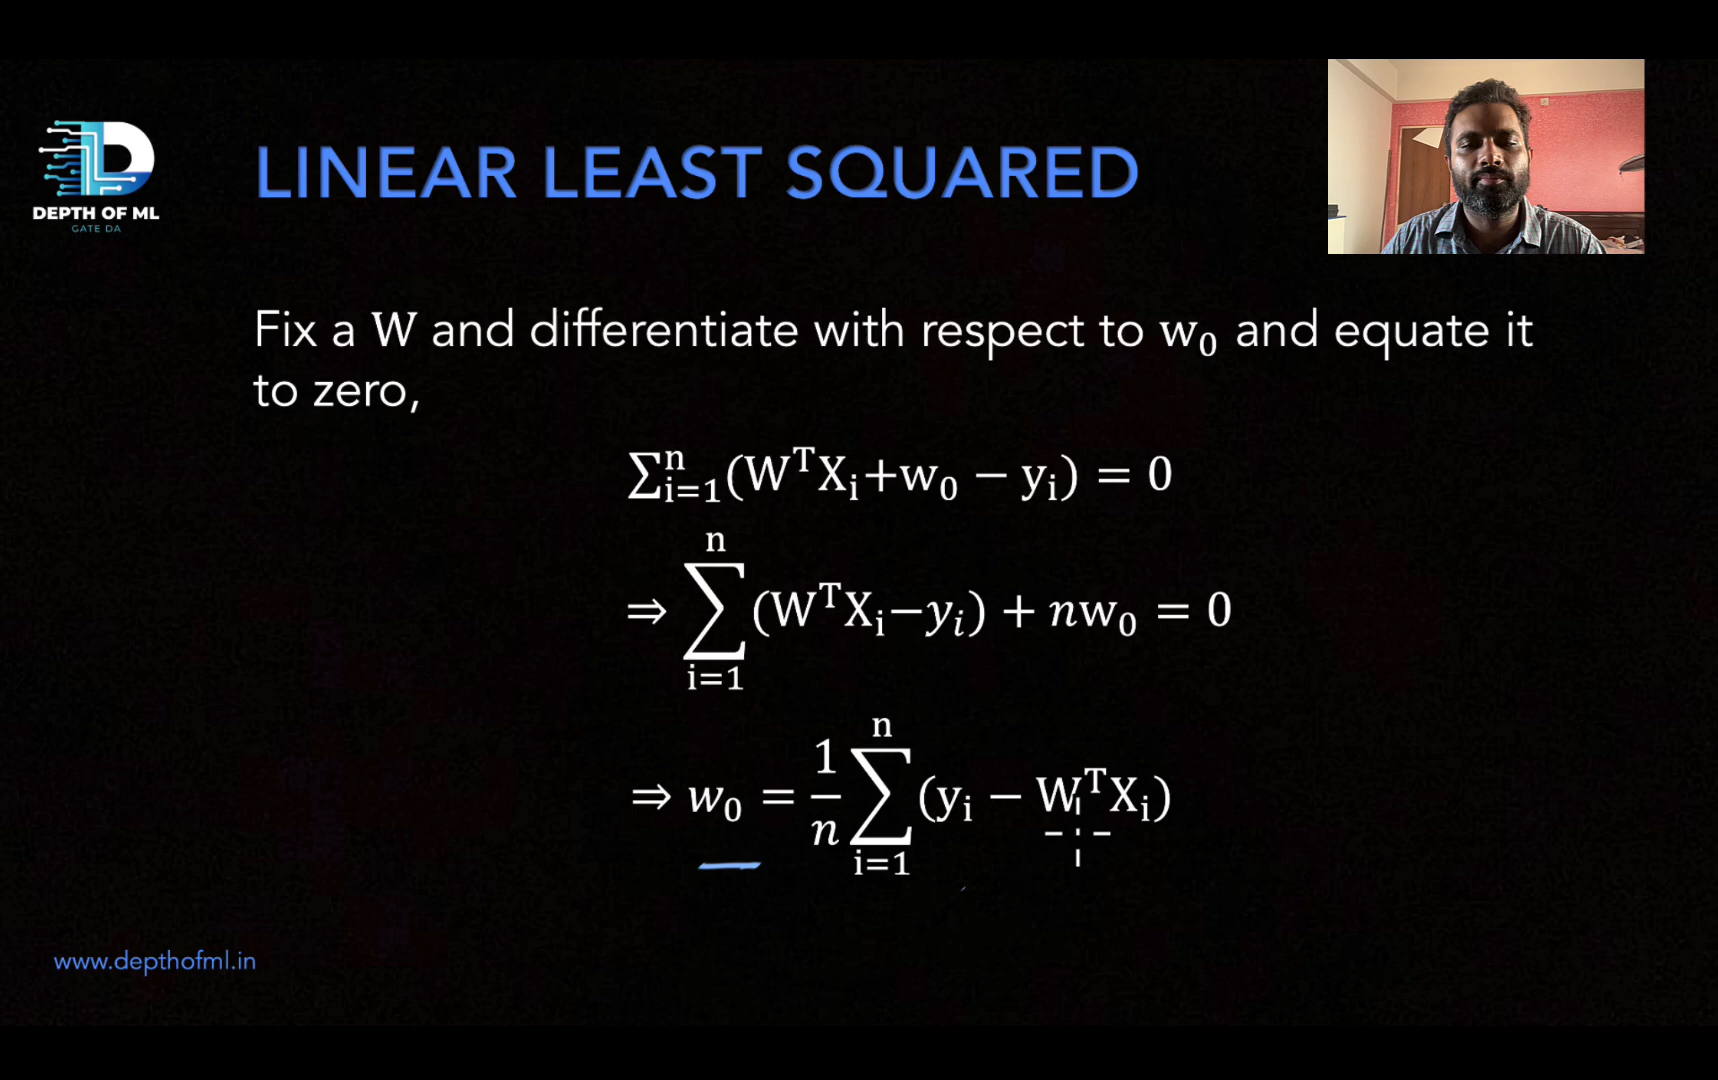 DEPTH OF ML
GATE DA
LINEAR LEAST SQUARED
Fix a W and differentiate with respect to w₀ and equate it
to zero,
∑ⁿᵢ₌₁(WᵀXᵢ+w₀ − yᵢ) = 0
⇒ ∑ⁿᵢ₌₁(WᵀXᵢ−yᵢ) + nw₀ = 0
⇒ w₀ = 1/n ∑ⁿᵢ₌₁(yᵢ − WᵀXᵢ)
www.depthofml.in